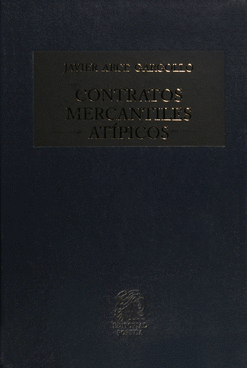 JAVIER ARCE GARGOLLO
CONTRATOS
MERCANTILES
ATÍPICOS